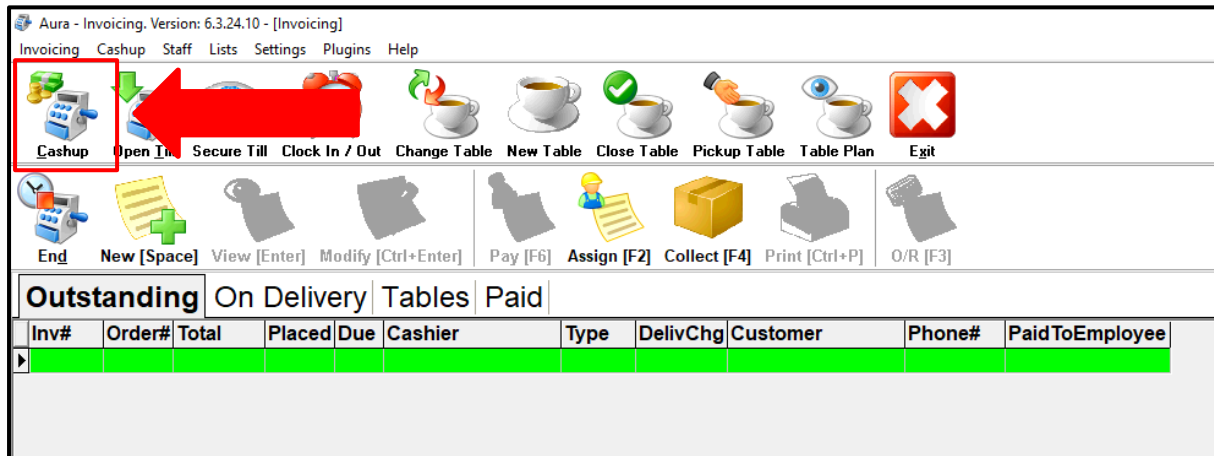 Aura - Invoicing. Version: 6.3.24.10 - [Invoicing]
Invoicing Cashup Staff Lists Settings Plugins Help
Cashup Open Till Secure Till Clock In / Out Change Table New Table Close Table Pickup Table Table Plan Exit
End New [Space] View [Enter] Modify [Ctrl+Enter] Pay [F6] Assign [F2] Collect [F4] Print [Ctrl+P] O/R [F3]
Outstanding On Delivery Tables Paid
Inv# Order# Total Placed Due Cashier Type DelivChg Customer Phone# PaidToEmployee